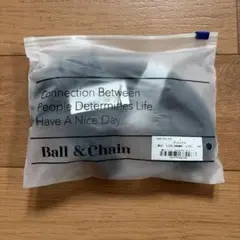 Connection Between
People Determines Life
Have A Nice Day
Ball & Chain